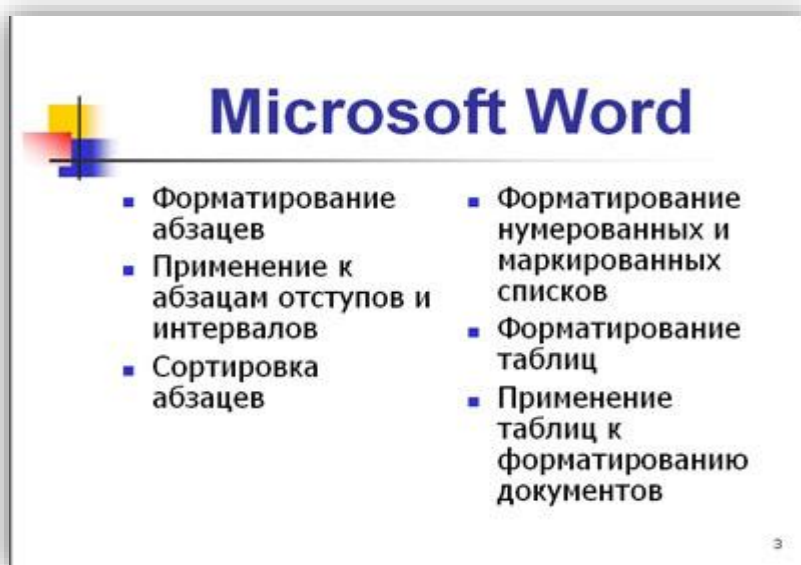 Microsoft Word
Форматирование
абзацев
Применение к
абзацам отступов и
интервалов
Сортировка
абзацев
Форматирование
нумерованных и
маркированных
списков
Форматирование
таблиц
Применение
таблиц к
форматированию
документов
3